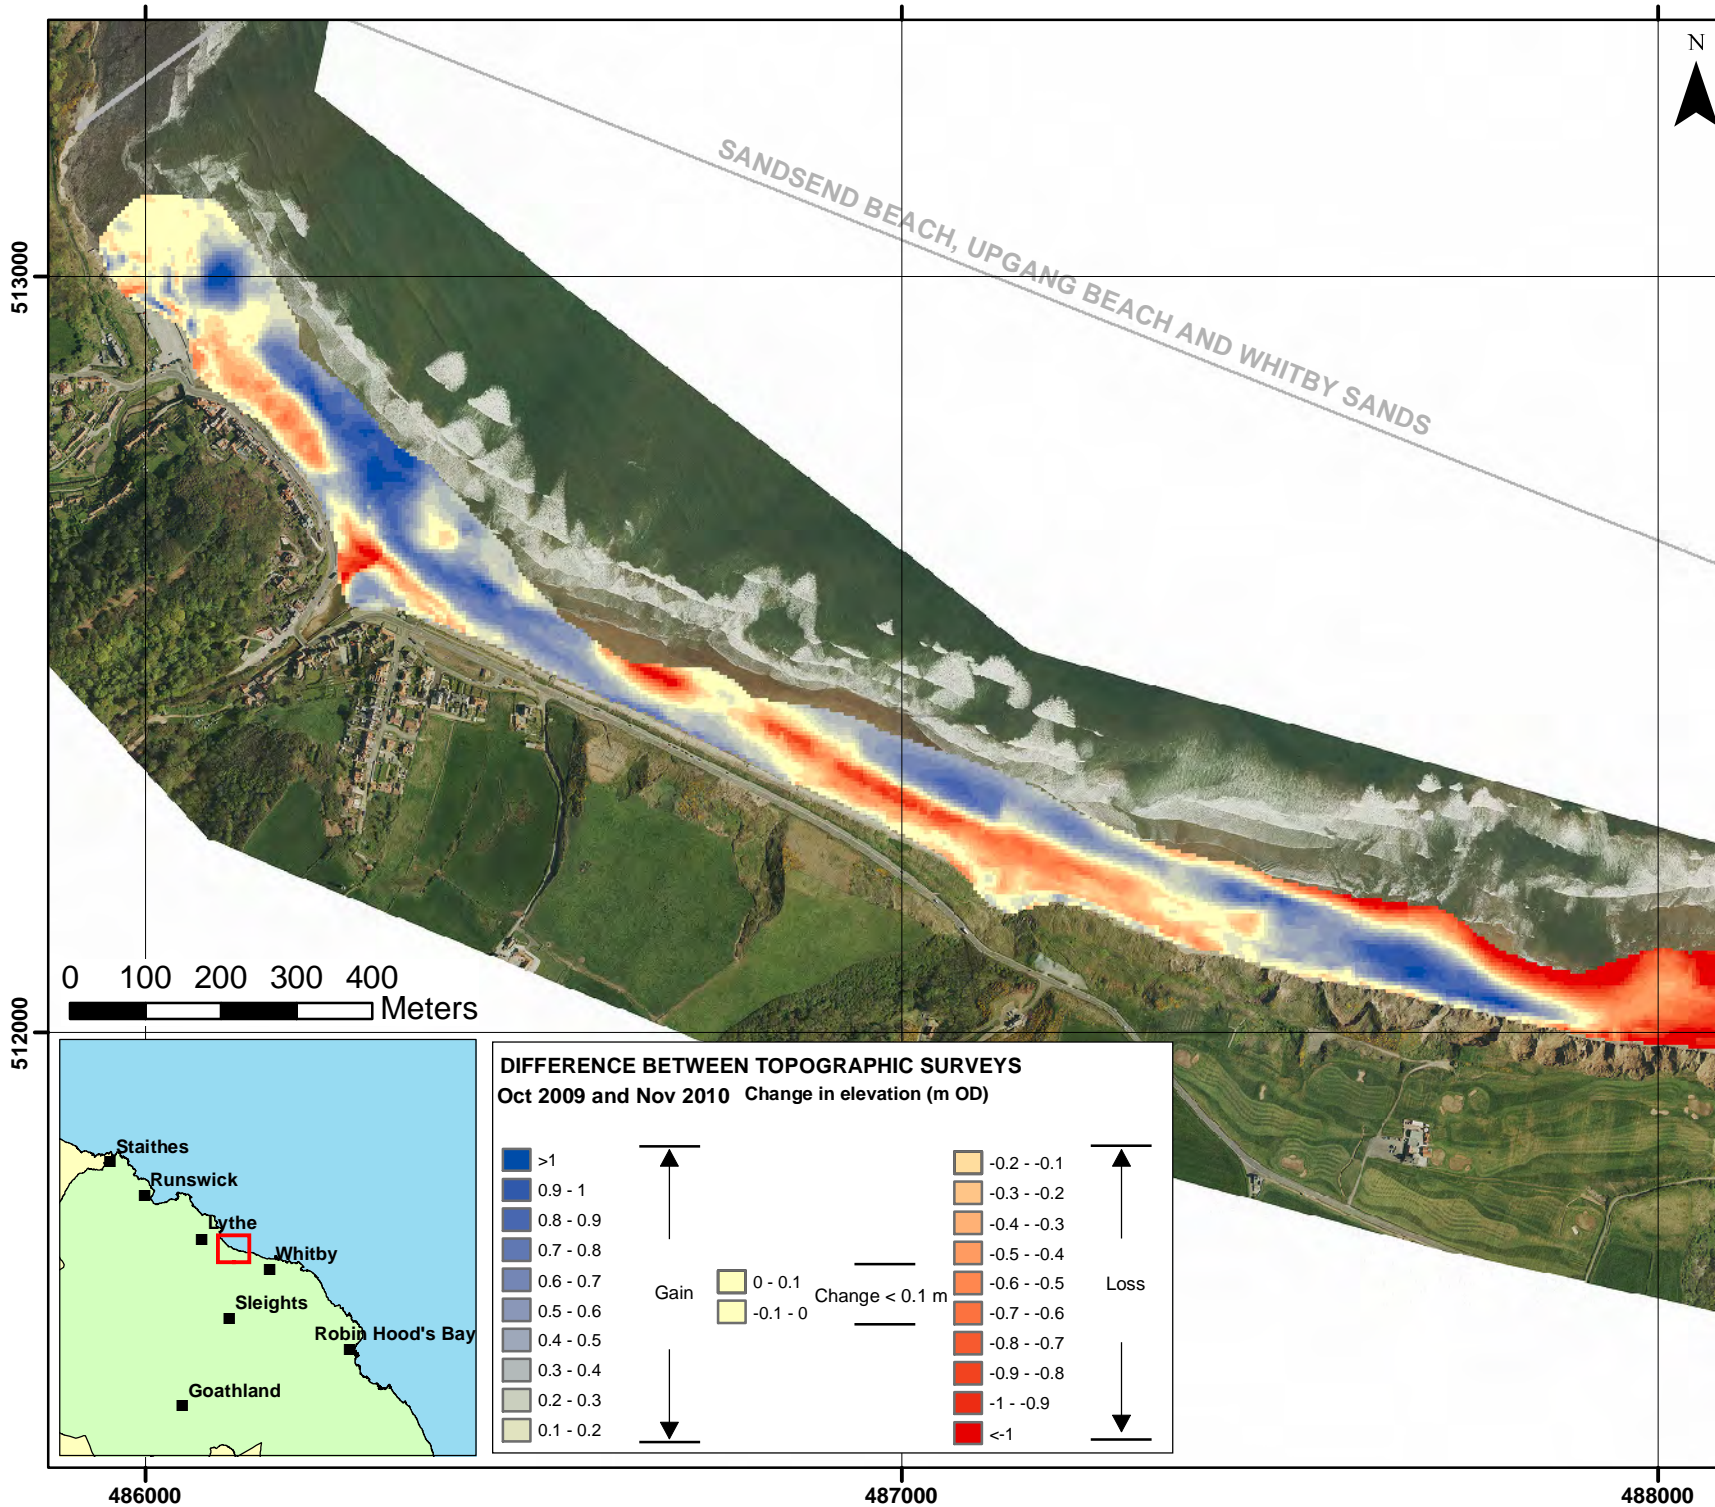 N
SANDSEND BEACH, UPGANG BEACH AND WHITBY SANDS
513000
512000
0 100 200 300 400
Meters
Staithes
Runswick
Lythe
Whitby
Sleights
Robin Hood's Bay
Goathland
DIFFERENCE BETWEEN TOPOGRAPHIC SURVEYS
Oct 2009 and Nov 2010 Change in elevation (m OD)
>1
0.9 - 1
0.8 - 0.9
0.7 - 0.8
0.6 - 0.7
0.5 - 0.6
0.4 - 0.5
0.3 - 0.4
0.2 - 0.3
0.1 - 0.2
Gain
0 - 0.1
-0.1 - 0
Change < 0.1 m
-0.2 - -0.1
-0.3 - -0.2
-0.4 - -0.3
-0.5 - -0.4
-0.6 - -0.5
-0.7 - -0.6
-0.8 - -0.7
-0.9 - -0.8
-1 - -0.9
<-1
Loss
486000 487000 488000